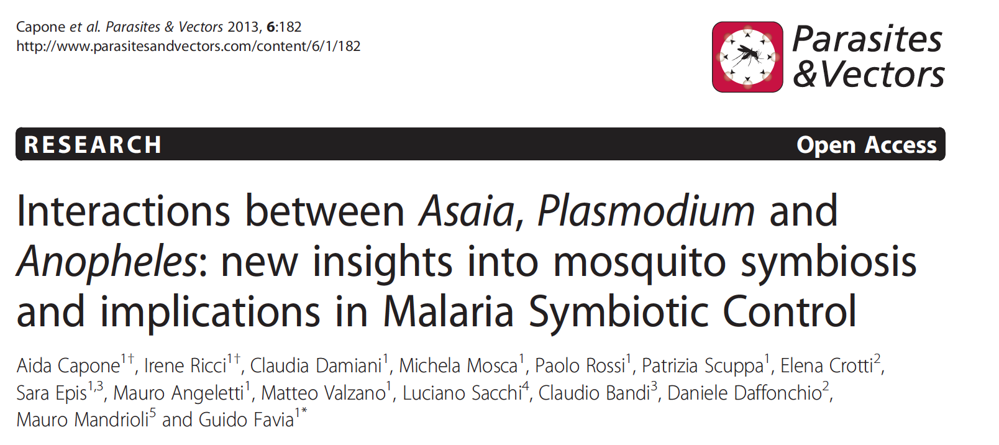 Capone et al. Parasites & Vectors 2013, 6:182
http://www.parasitesandvectors.com/content/6/1/182
Parasites
&Vectors
RESEARCH Open Access
Interactions between Asaia, Plasmodium and
Anopheles: new insights into mosquito symbiosis
and implications in Malaria Symbiotic Control
Aida Capone1†, Irene Ricci1†, Claudia Damiani1, Michela Mosca1, Paolo Rossi1, Patrizia Scuppa1, Elena Crotti2,
Sara Epis1,3, Mauro Angeletti1, Matteo Valzano1, Luciano Sacchi4, Claudio Bandi3, Daniele Daffonchio2,
Mauro Mandrioli5 and Guido Favia1*